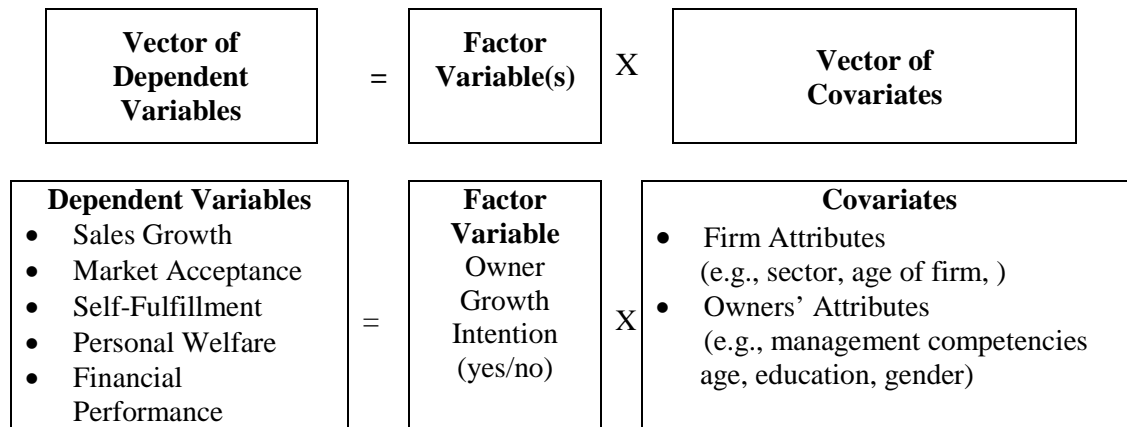 Vector of
Dependent
Variables
=
Factor
Variable(s)
X
Vector of
Covariates
Dependent Variables
• Sales Growth
• Market Acceptance
• Self-Fulfillment
• Personal Welfare
• Financial
Performance
=
Factor
Variable
Owner
Growth
Intention
(yes/no)
X
Covariates
• Firm Attributes
(e.g., sector, age of firm, )
• Owners’ Attributes
(e.g., management competencies
age, education, gender)